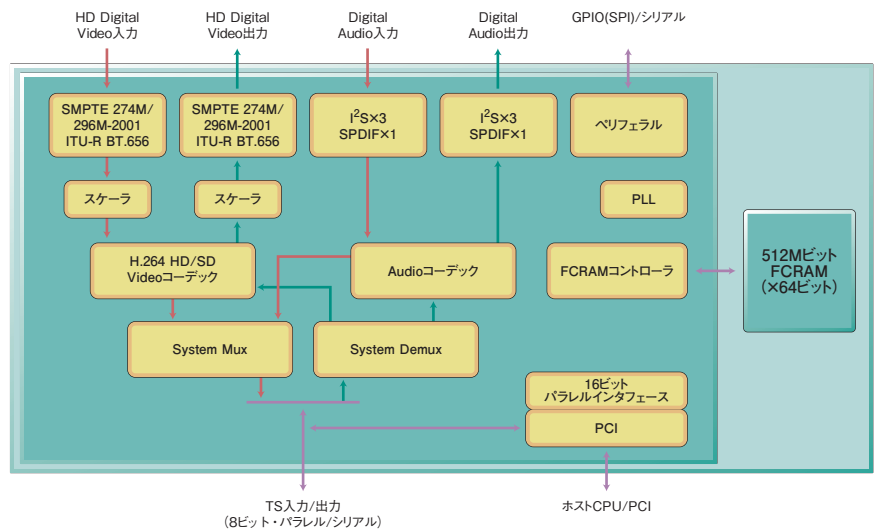 HD Digital
Video入力
HD Digital
Video出力
Digital
Audio入力
Digital
Audio出力
GPIO(SPI)/シリアル
SMPTE 274M/
296M-2001
ITU-R BT.656
SMPTE 274M/
296M-2001
ITU-R BT.656
I²S×3
SPDIF×1
I²S×3
SPDIF×1
ペリフェラル
スケーラ
スケーラ
PLL
H.264 HD/SD
Videoコーデック
Audioコーデック
FCRAMコントローラ
512Mビット
FCRAM
(×64ビット)
System Mux
System Demux
16ビット
パラレルインタフェース
PCI
TS入力/出力
(8ビット・パラレル/シリアル)
ホストCPU/PCI